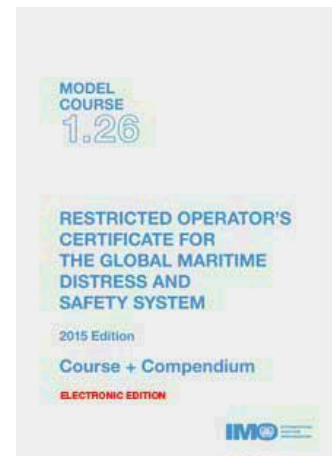 MODEL
COURSE
1.26
RESTRICTED OPERATOR'S
CERTIFICATE FOR
THE GLOBAL MARITIME
DISTRESS AND
SAFETY SYSTEM
2015 Edition
Course + Compendium
ELECTRONIC EDITION
IMO